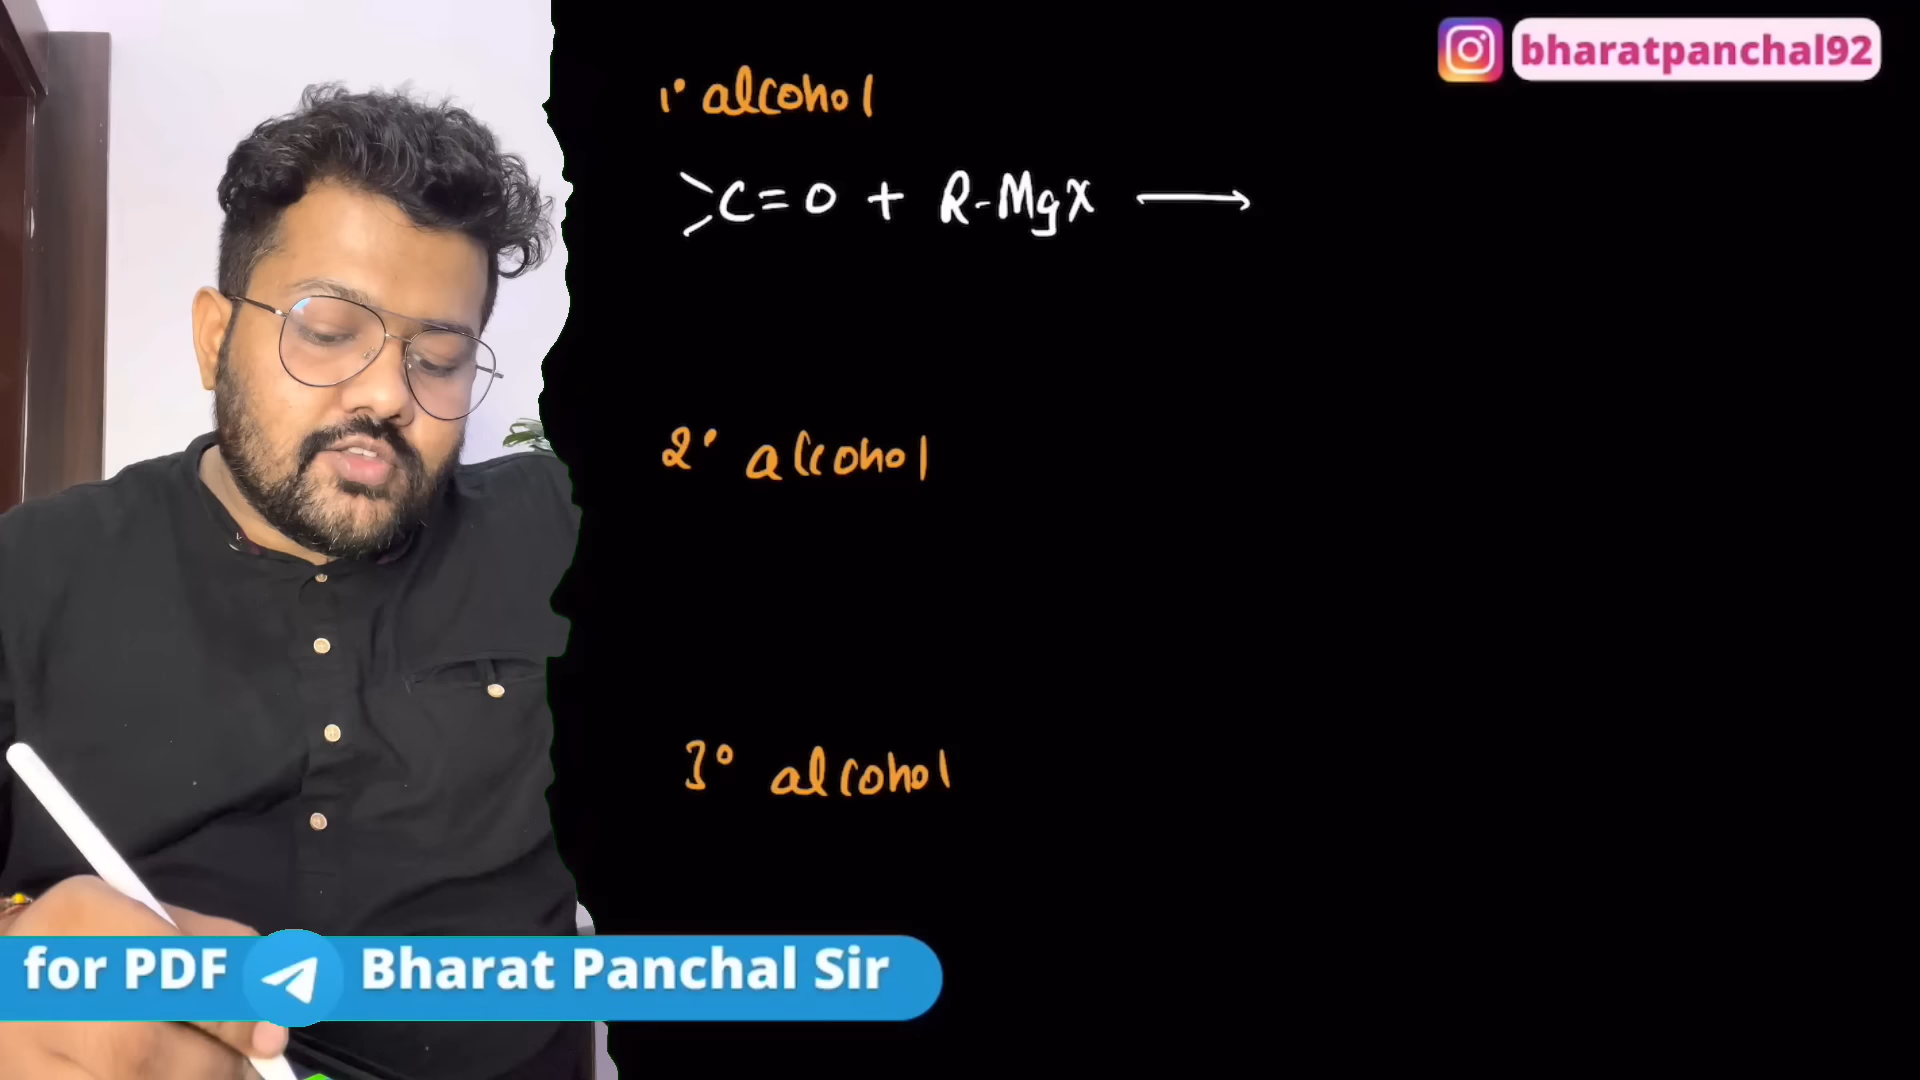 bharatpanchal92
1° alcohol
>C=O + R-MgX ⟶
2° alcohol
3° alcohol
for PDF Bharat Panchal Sir